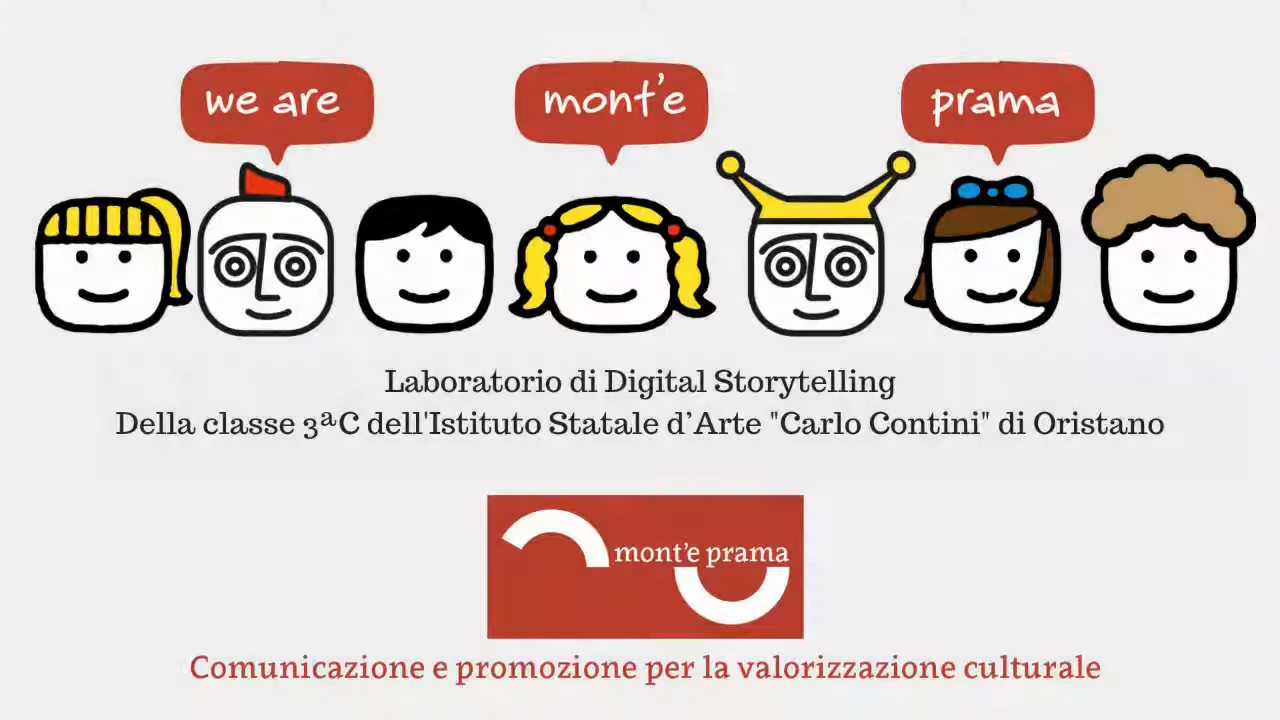 we are
mont'e
prama
Laboratorio di Digital Storytelling
Della classe 3ªC dell'Istituto Statale d’Arte "Carlo Contini" di Oristano
mont'e prama
Comunicazione e promozione per la valorizzazione culturale